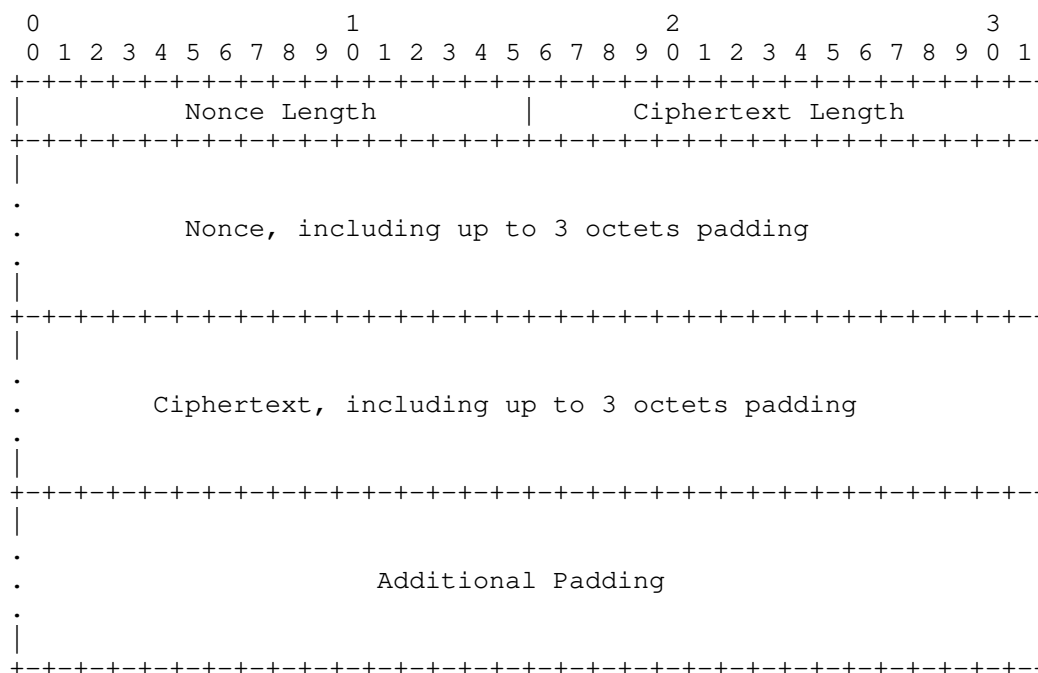 0                   1                   2                   3
 0 1 2 3 4 5 6 7 8 9 0 1 2 3 4 5 6 7 8 9 0 1 2 3 4 5 6 7 8 9 0 1
+-+-+-+-+-+-+-+-+-+-+-+-+-+-+-+-+-+-+-+-+-+-+-+-+-+-+-+-+-+-+-+-
|          Nonce Length         |      Ciphertext Length
+-+-+-+-+-+-+-+-+-+-+-+-+-+-+-+-+-+-+-+-+-+-+-+-+-+-+-+-+-+-+-+-
|
.
.          Nonce, including up to 3 octets padding
.
|
+-+-+-+-+-+-+-+-+-+-+-+-+-+-+-+-+-+-+-+-+-+-+-+-+-+-+-+-+-+-+-+-
|
.
.        Ciphertext, including up to 3 octets padding
.
|
+-+-+-+-+-+-+-+-+-+-+-+-+-+-+-+-+-+-+-+-+-+-+-+-+-+-+-+-+-+-+-+-
|
.
.                      Additional Padding
.
|
+-+-+-+-+-+-+-+-+-+-+-+-+-+-+-+-+-+-+-+-+-+-+-+-+-+-+-+-+-+-+-+-